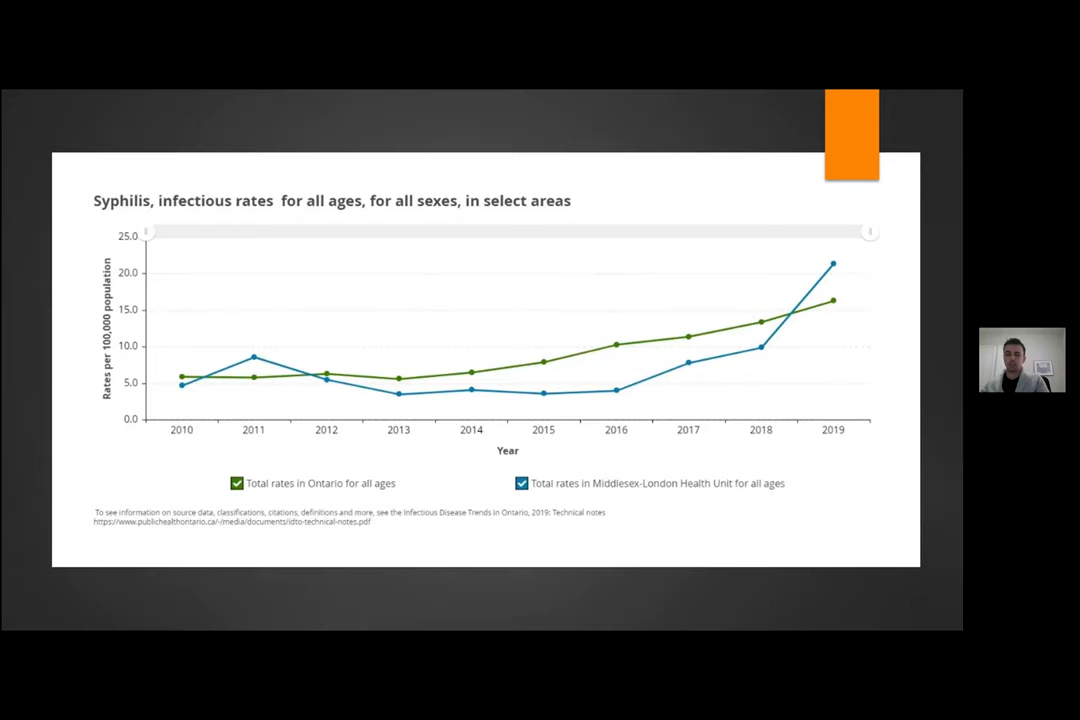 Syphilis, infectious rates for all ages, for all sexes, in select areas
25.0
20.0
15.0
10.0
5.0
0.0
Rates per 100,000 population
2010 2011 2012 2013 2014 2015 2016 2017 2018 2019
Year
Total rates in Ontario for all ages
Total rates in Middlesex-London Health Unit for all ages
To see information on source data, classifications, citations, definitions and more, see the Infectious Disease Trends in Ontario, 2019: Technical notes
https://www.publichealthontario.ca/-/media/documents/idto-technical-notes.pdf